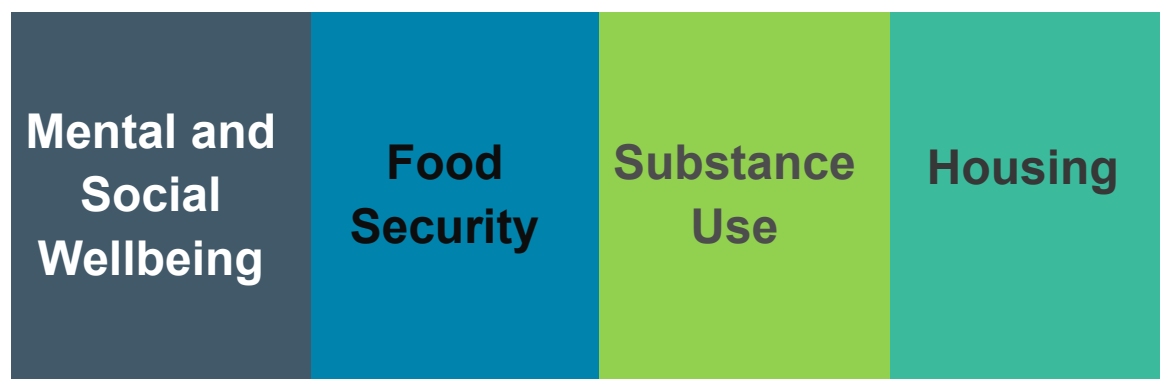 Mental and
Social
Wellbeing
Food
Security
Substance
Use
Housing